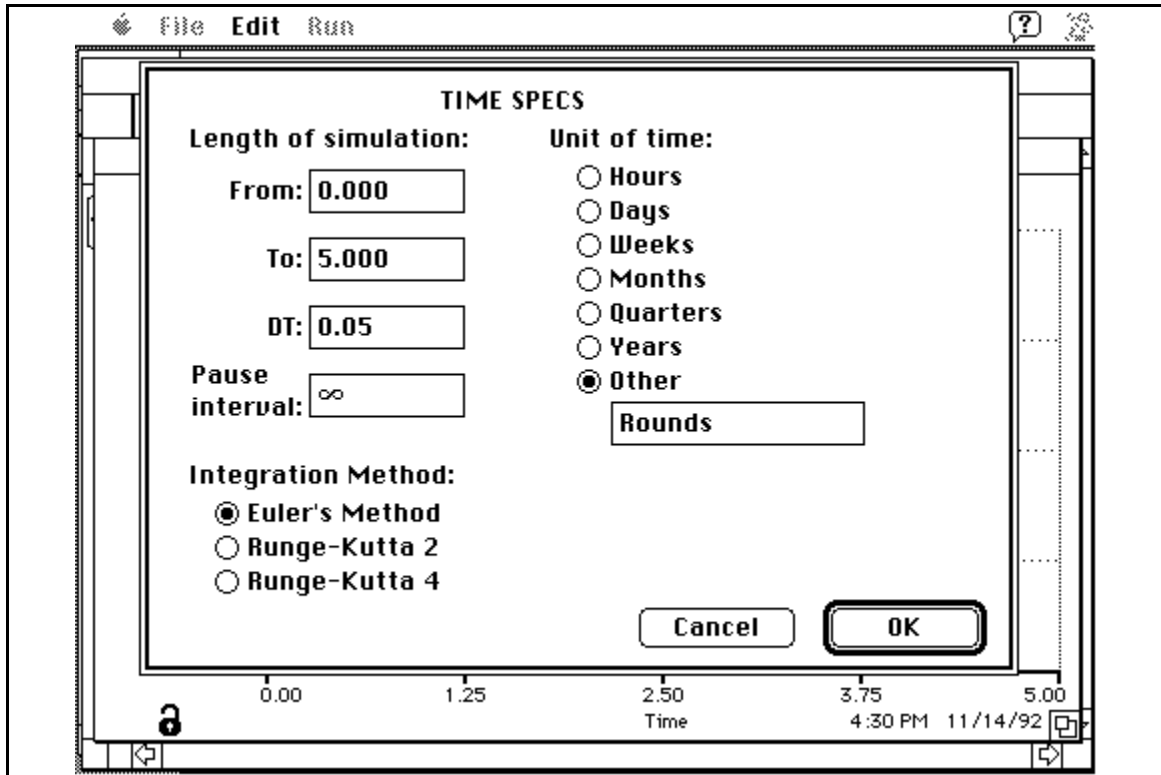 File Edit Run ?
TIME SPECS
Length of simulation:
From: 0.000
To: 5.000
DT: 0.05
Pause
interval: ∞
Integration Method:
Euler's Method
Runge-Kutta 2
Runge-Kutta 4
Unit of time:
Hours
Days
Weeks
Months
Quarters
Years
Other
Rounds
Cancel OK
0.00 1.25 2.50 3.75 5.00
Time 4:30 PM 11/14/92